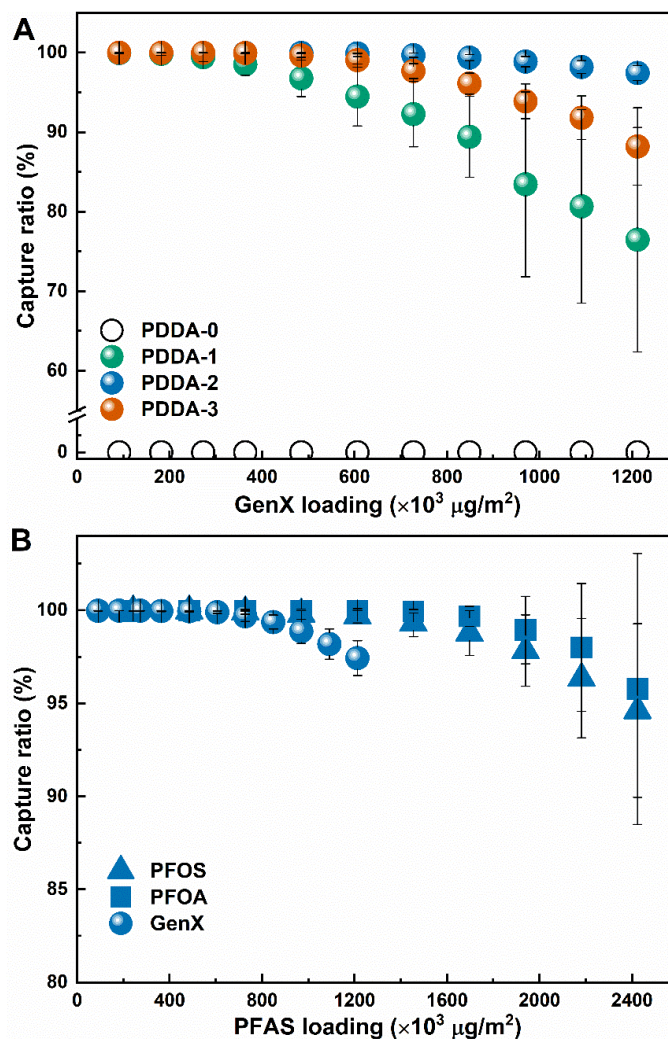 A
Capture ratio (%)
100
90
80
70
60
0
PDDA-0
PDDA-1
PDDA-2
PDDA-3
0 200 400 600 800 1000 1200
GenX loading (×10³ μg/m²)
B
Capture ratio (%)
100
95
90
85
80
PFOS
PFOA
GenX
0 400 800 1200 1600 2000 2400
PFAS loading (×10³ μg/m²)